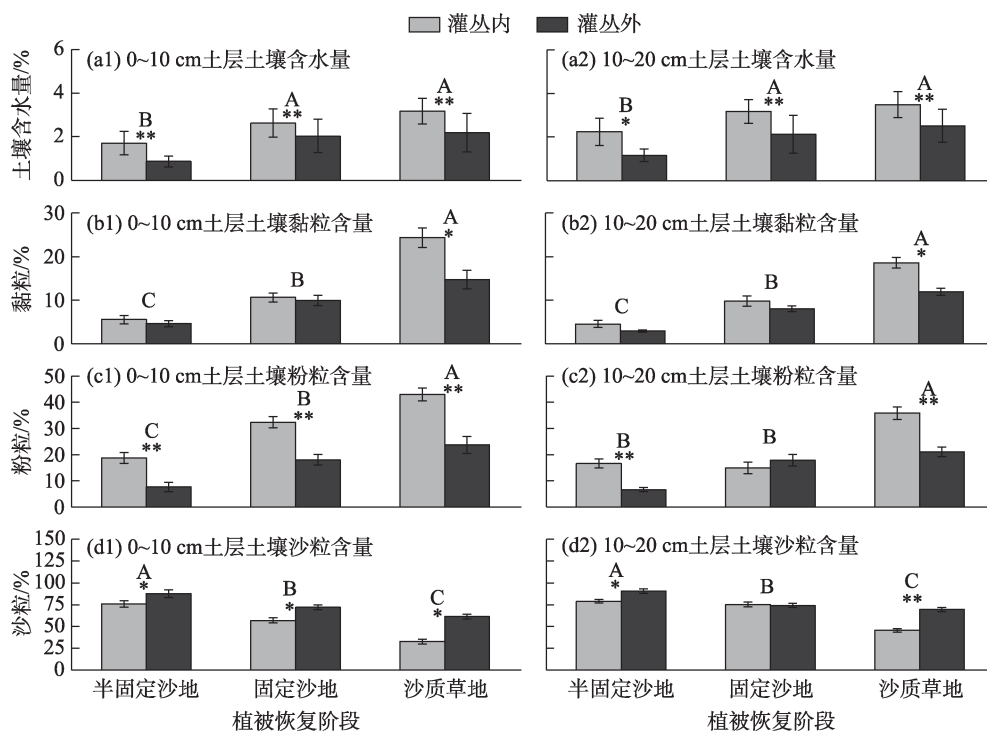 灌丛内 灌丛外
(a1) 0~10 cm土层土壤含水量
(a2) 10~20 cm土层土壤含水量
土壤含水量/%
6
4
2
0
B
**
A
**
A
**
B
*
A
**
A
**
(b1) 0~10 cm土层土壤黏粒含量
(b2) 10~20 cm土层土壤黏粒含量
黏粒/%
30
20
10
0
C
B
A
*
C
B
A
*
(c1) 0~10 cm土层土壤粉粒含量
(c2) 10~20 cm土层土壤粉粒含量
粉粒/%
50
40
30
20
10
0
C
**
B
**
A
**
B
**
B
A
**
(d1) 0~10 cm土层土壤沙粒含量
(d2) 10~20 cm土层土壤沙粒含量
沙粒/%
150
125
100
75
50
25
0
A
*
B
*
C
*
A
*
B
C
**
半固定沙地 固定沙地 沙质草地
半固定沙地 固定沙地 沙质草地
植被恢复阶段
植被恢复阶段